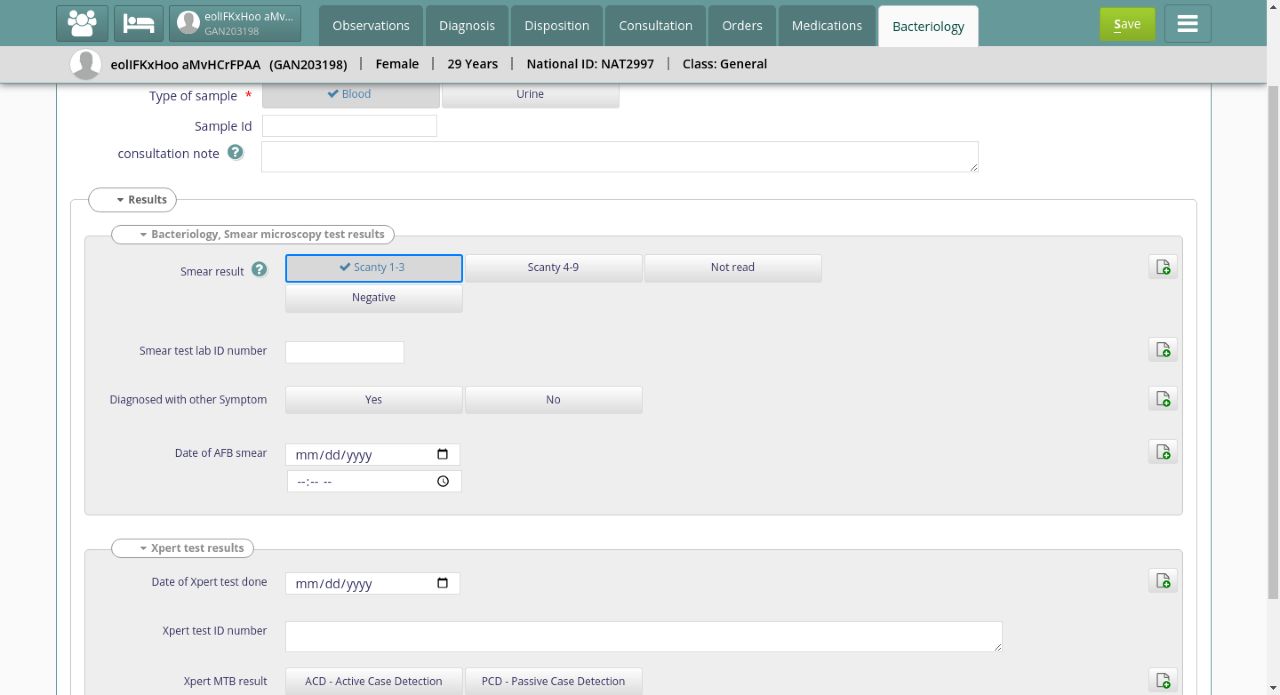 eolIFKxHoo aMv...
GAN203198
Observations
Diagnosis
Disposition
Consultation
Orders
Medications
Bacteriology
Save
eolIFKxHoo aMvHCrFPAA (GAN203198) | Female | 29 Years | National ID: NAT2997 | Class: General
Type of sample * Blood Urine
Sample Id
consultation note ?
Results
Bacteriology, Smear microscopy test results
Smear result ? Scanty 1-3 Scanty 4-9 Not read
Negative
Smear test lab ID number
Diagnosed with other Symptom Yes No
Date of AFB smear mm/dd/yyyy
--:-- --
Xpert test results
Date of Xpert test done mm/dd/yyyy
Xpert test ID number
Xpert MTB result ACD - Active Case Detection PCD - Passive Case Detection